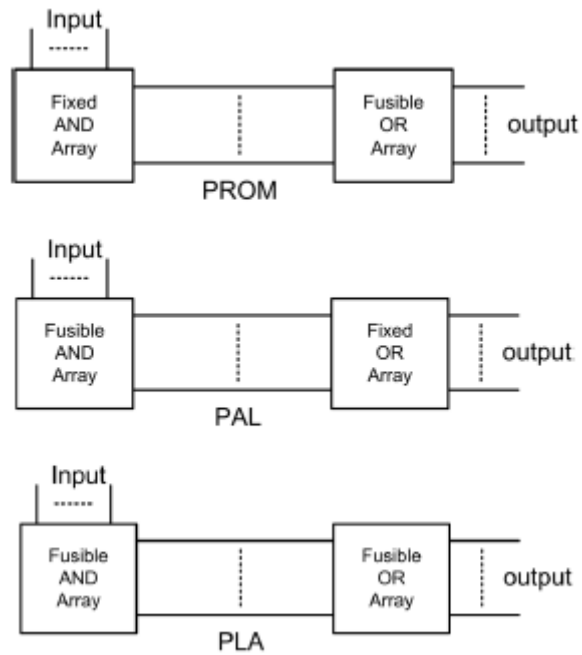 Input
Fixed
AND
Array
Fusible
OR
Array
output
PROM
Input
Fusible
AND
Array
Fixed
OR
Array
output
PAL
Input
Fusible
AND
Array
Fusible
OR
Array
output
PLA